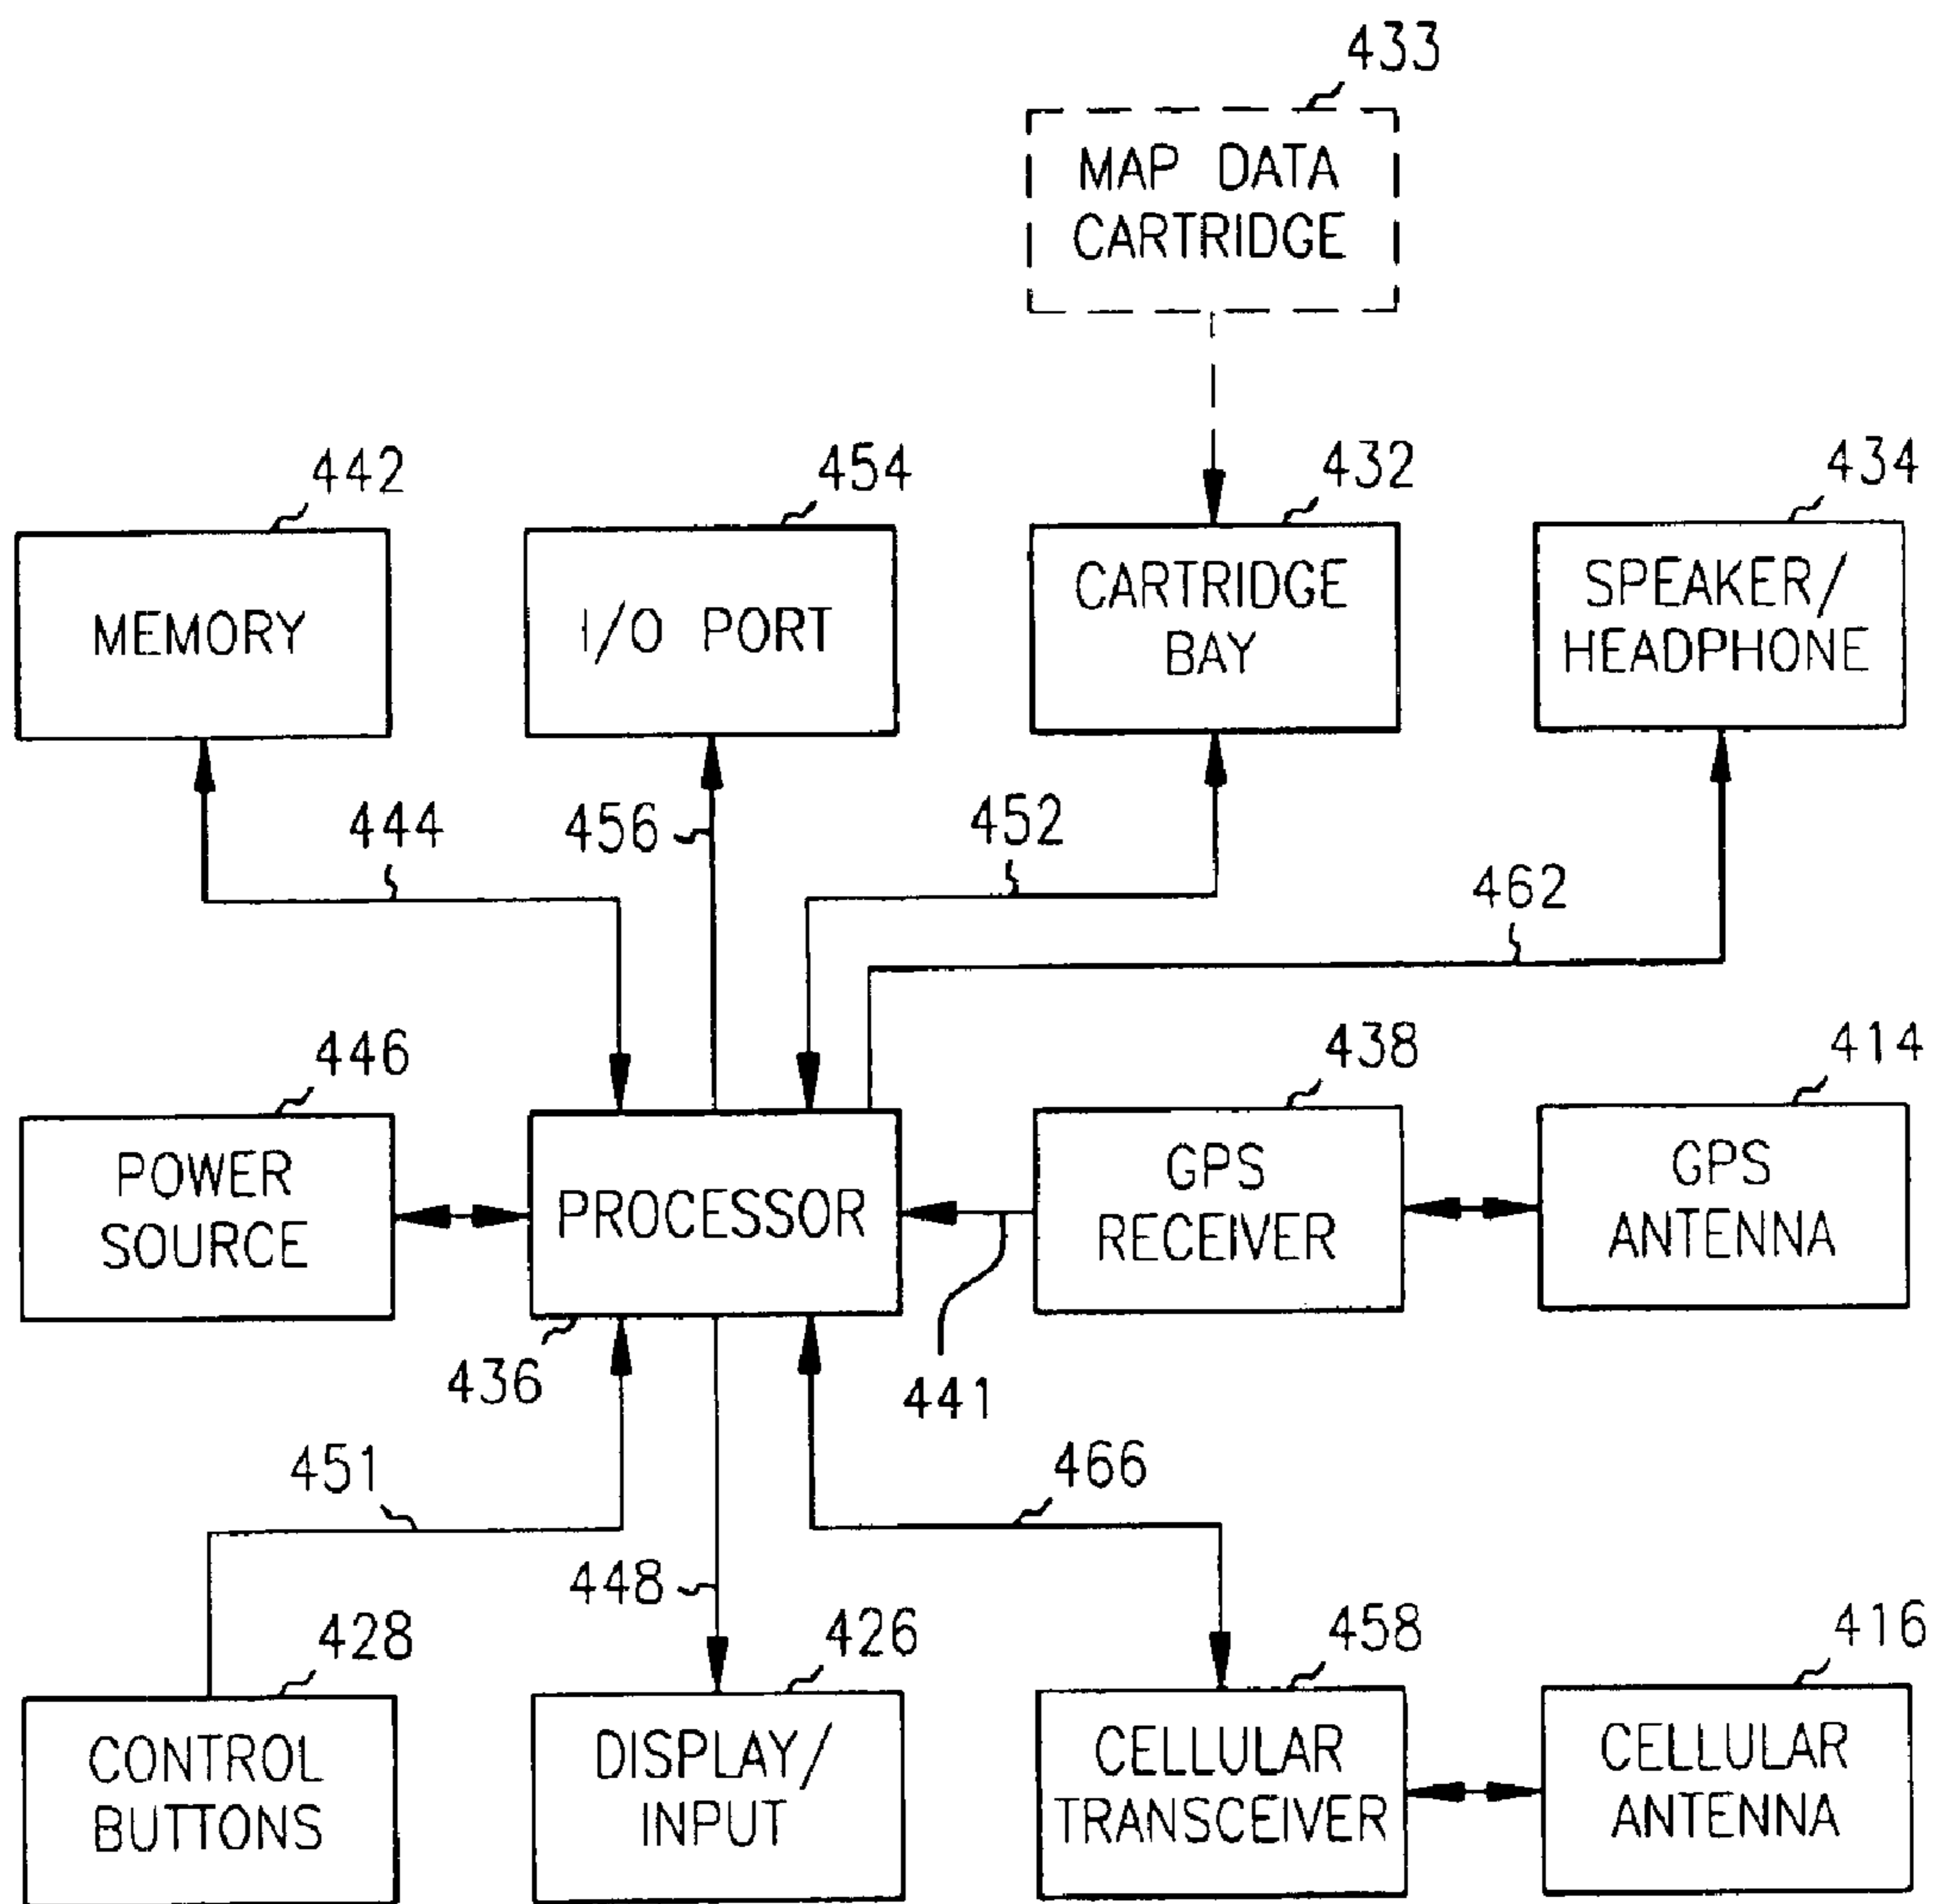 433
MAP DATA
CARTRIDGE
442
454
432
434
MEMORY
I/O PORT
CARTRIDGE
BAY
SPEAKER/
HEADPHONE
444
456
452
462
446
438
414
POWER
SOURCE
PROCESSOR
GPS
RECEIVER
GPS
ANTENNA
436
441
451
466
448
428
426
458
416
CONTROL
BUTTONS
DISPLAY/
INPUT
CELLULAR
TRANSCEIVER
CELLULAR
ANTENNA